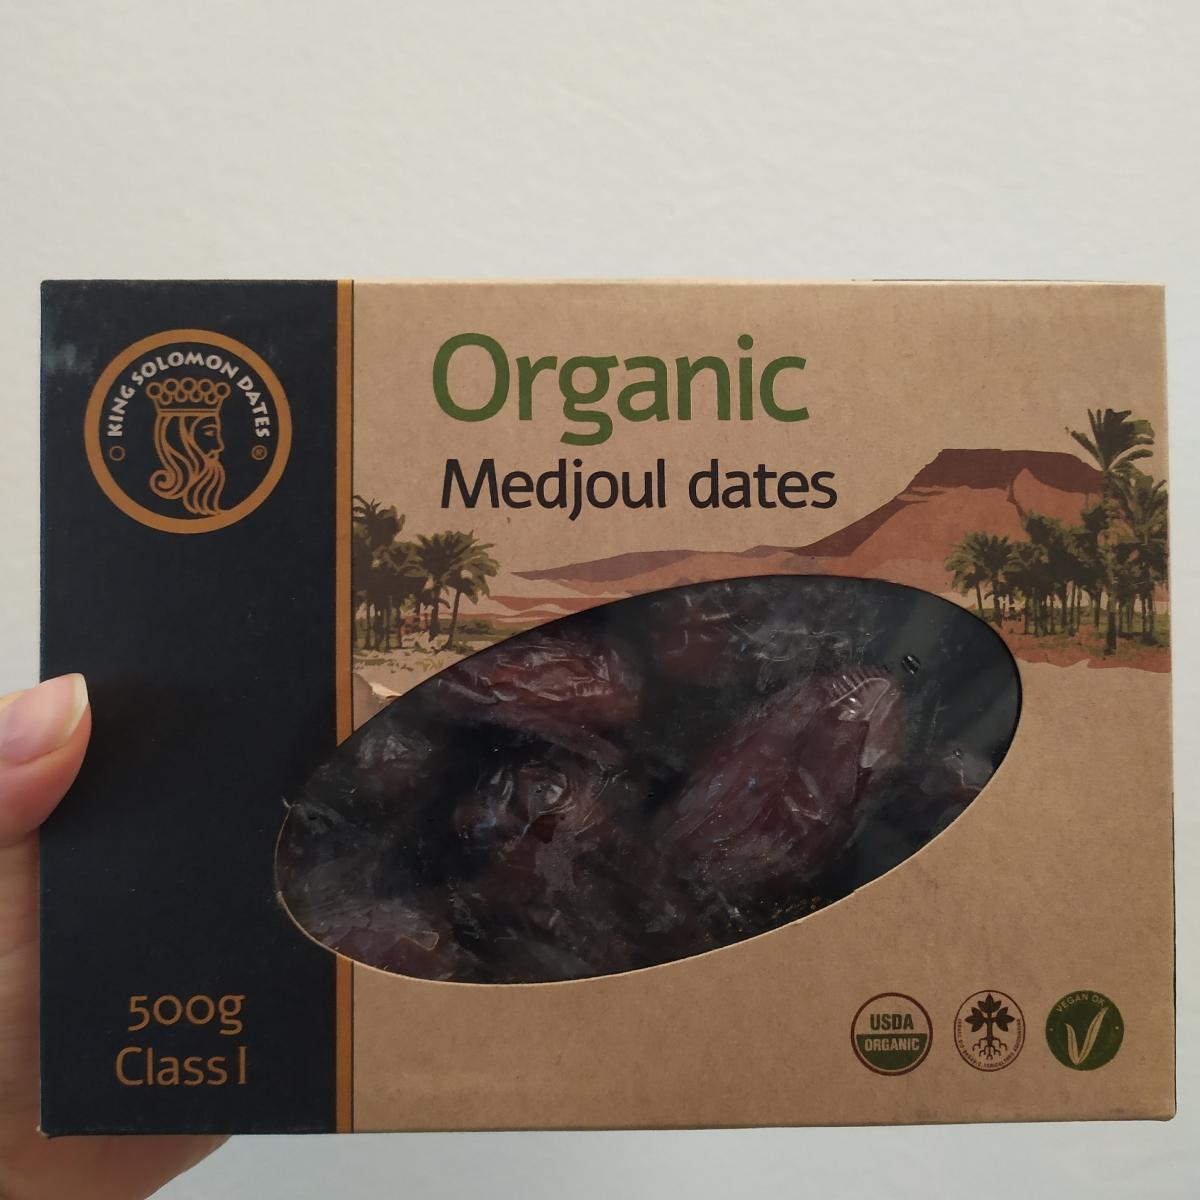 KING SOLOMON DATES ®
Organic
Medjoul dates
500g
Class I
USDA
ORGANIC
VEGAN OK